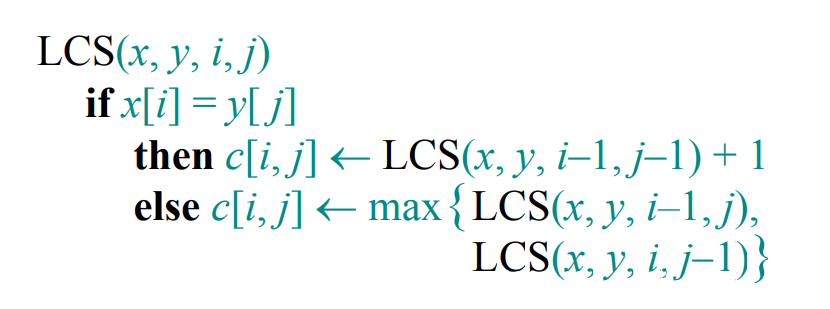 LCS(x, y, i, j)
if x[i] = y[ j]
then c[i, j] ← LCS(x, y, i–1, j–1) + 1
else c[i, j] ← max{LCS(x, y, i–1, j),
LCS(x, y, i, j–1)}